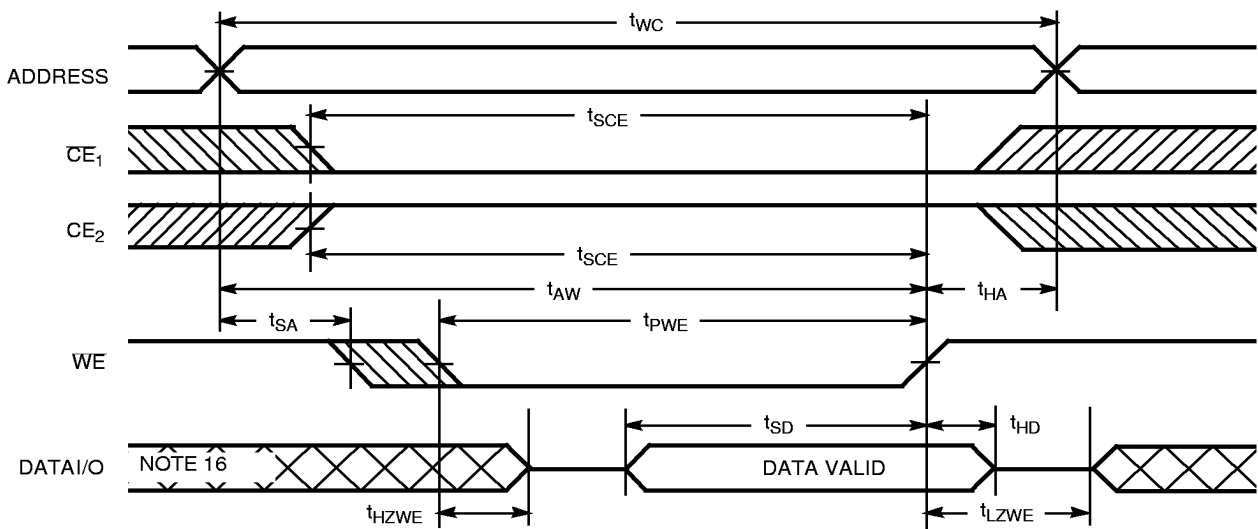 tWC
ADDRESS
tSCE
CE1
CE2
tSCE
tAW
tHA
tSA
tPWE
WE
tSD
tHD
DATAI/O
NOTE 16
DATA VALID
tHZWE
tLZWE